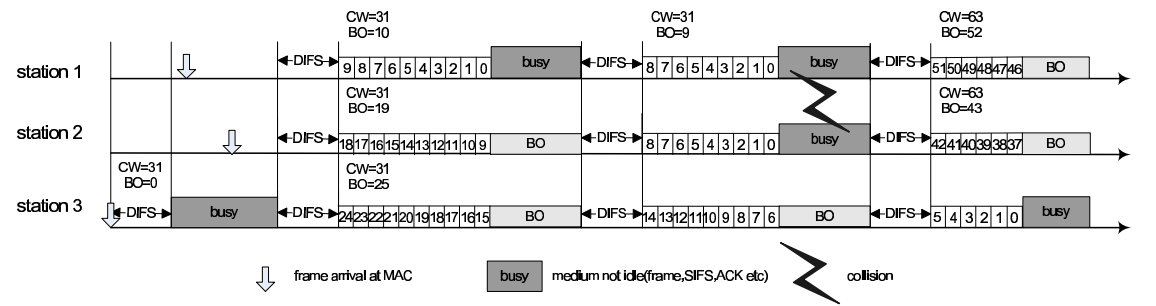 CW=31 CW=31 CW=63
BO=10 BO=9 BO=52
station 1 DIFS 9 8 7 6 5 4 3 2 1 0 busy DIFS 8 7 6 5 4 3 2 1 0 busy DIFS 51 50 49 48 47 46 BO
CW=31 CW=63
BO=19 BO=43
station 2 DIFS 18 17 16 15 14 13 12 11 10 9 BO DIFS 8 7 6 5 4 3 2 1 0 busy DIFS 42 41 40 39 38 37 BO
CW=31 CW=31
BO=0 BO=25
station 3 DIFS busy DIFS 24 23 22 21 20 19 18 17 16 15 BO DIFS 14 13 12 11 10 9 8 7 6 BO DIFS 5 4 3 2 1 0 busy
frame arrival at MAC busy medium not idle(frame,SIFS,ACK etc) collision